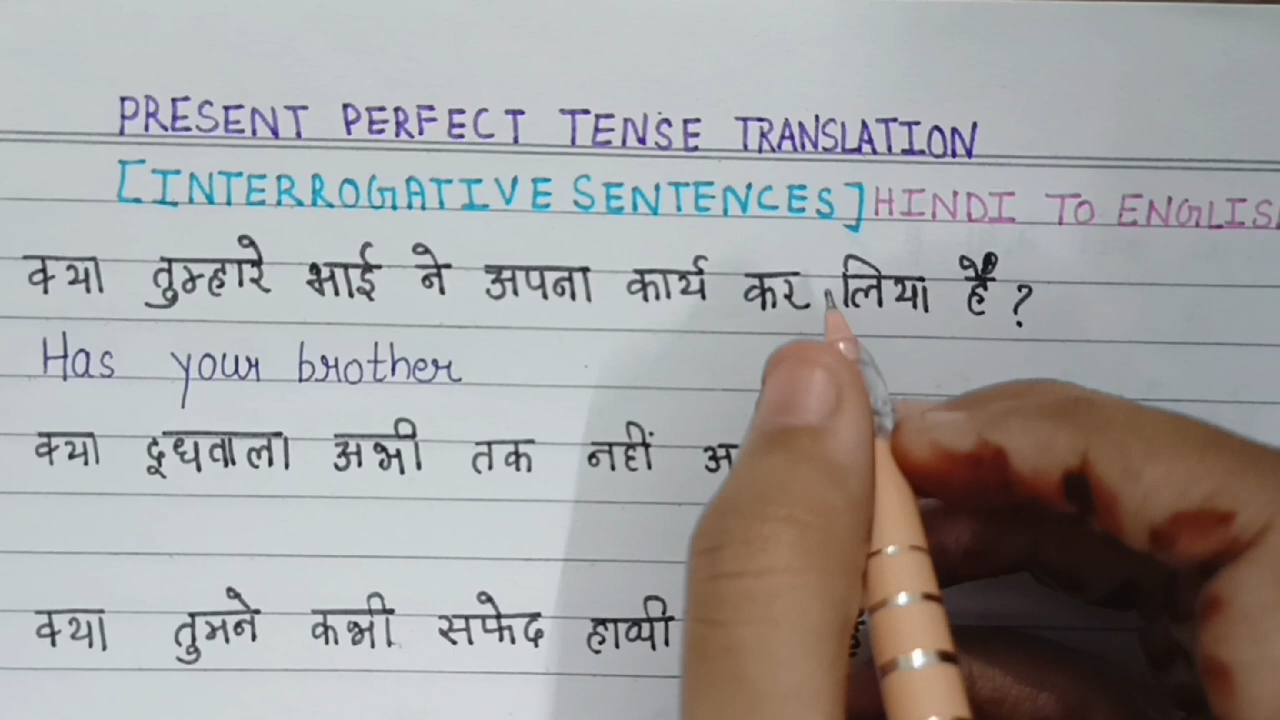 PRESENT PERFECT TENSE TRANSLATION
[INTERROGATIVE SENTENCES] HINDI TO ENGLIS
क्या तुम्हारे भाई ने अपना कार्य कर लिया है ?
Has your brother
क्या दूधवाला अभी तक नहीं
क्या तुमने कभी सफेद हाथी